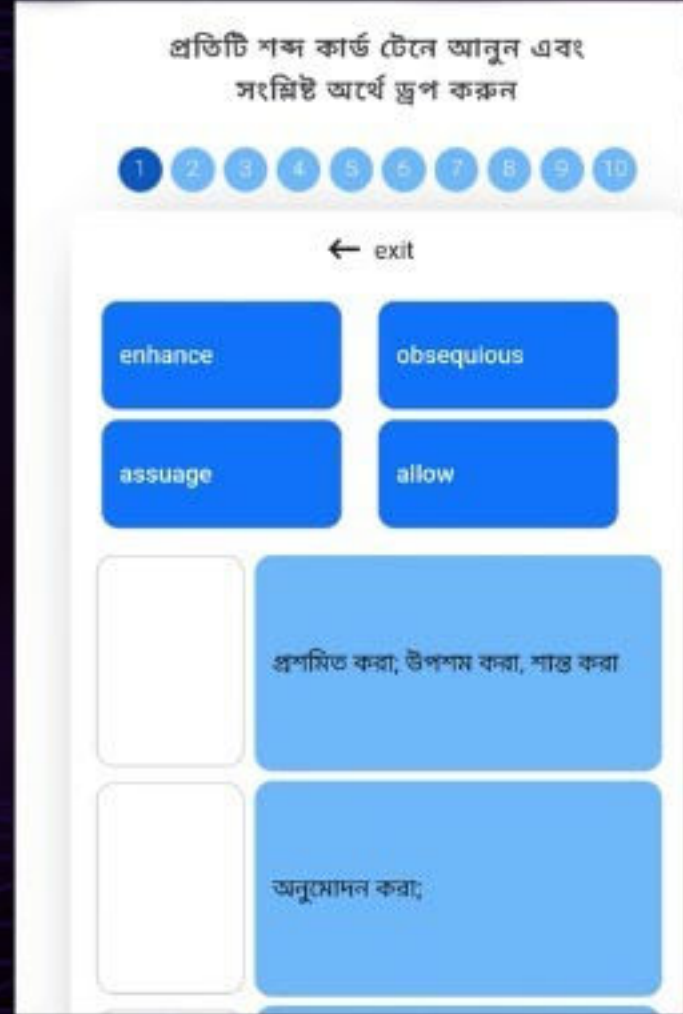 প্রতিটি শব্দ কার্ড টেনে আনুন এবং
সংশ্লিষ্ট অর্থে ড্রপ করুন
1 2 3 4 5 6 7 8 9 10
← exit
enhance
obsequious
assuage
allow
প্রশমিত করা; উপশম করা, শান্ত করা
অনুমোদন করা;